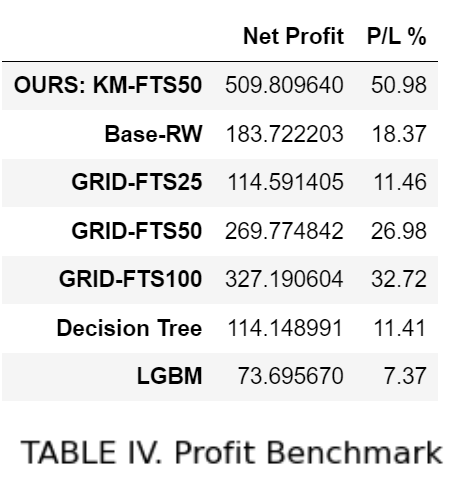 Net Profit P/L %
OURS: KM-FTS50 509.809640 50.98
Base-RW 183.722203 18.37
GRID-FTS25 114.591405 11.46
GRID-FTS50 269.774842 26.98
GRID-FTS100 327.190604 32.72
Decision Tree 114.148991 11.41
LGBM 73.695670 7.37
TABLE IV. Profit Benchmark